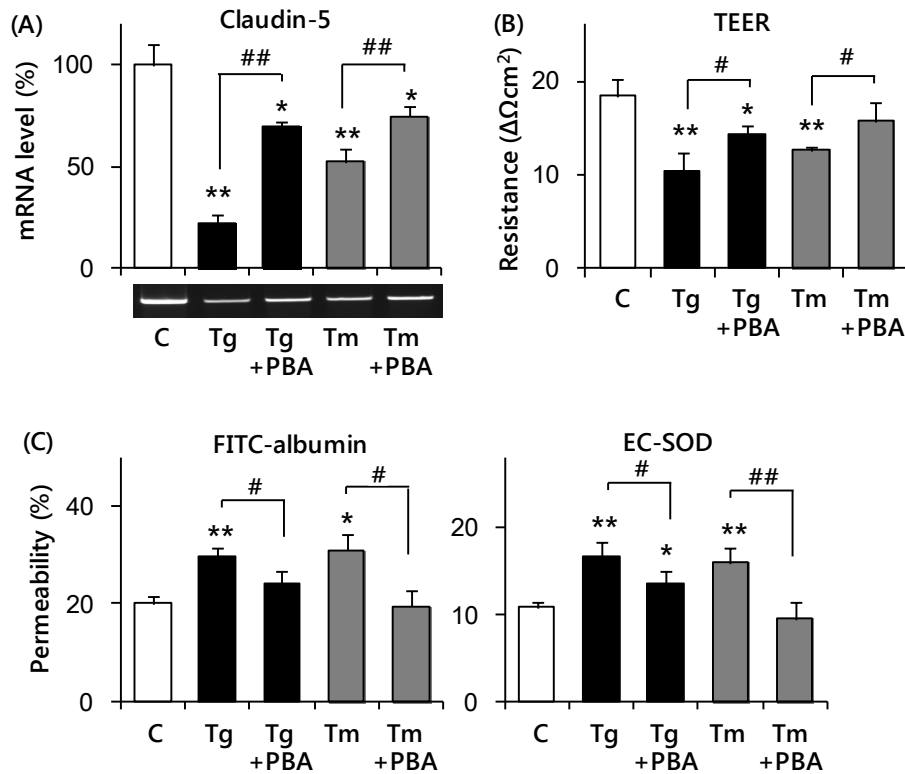 (A)
Claudin-5
mRNA level (%)
100
50
0
##
##
**
*
**
*
C
Tg
Tg
+PBA
Tm
Tm
+PBA
(B)
TEER
Resistance (ΔΩcm²)
20
10
0
#
#
**
*
**
C
Tg
Tg
+PBA
Tm
Tm
+PBA
(C)
FITC-albumin
Permeability (%)
40
20
0
#
#
**
*
C
Tg
Tg
+PBA
Tm
Tm
+PBA
EC-SOD
20
10
0
#
##
**
*
**
C
Tg
Tg
+PBA
Tm
Tm
+PBA